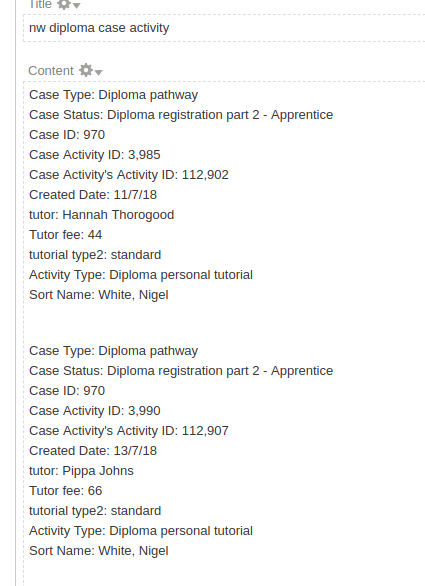 Title
nw diploma case activity
Content
Case Type: Diploma pathway
Case Status: Diploma registration part 2 - Apprentice
Case ID: 970
Case Activity ID: 3,985
Case Activity's Activity ID: 112,902
Created Date: 11/7/18
tutor: Hannah Thorogood
Tutor fee: 44
tutorial type2: standard
Activity Type: Diploma personal tutorial
Sort Name: White, Nigel
Case Type: Diploma pathway
Case Status: Diploma registration part 2 - Apprentice
Case ID: 970
Case Activity ID: 3,990
Case Activity's Activity ID: 112,907
Created Date: 13/7/18
tutor: Pippa Johns
Tutor fee: 66
tutorial type2: standard
Activity Type: Diploma personal tutorial
Sort Name: White, Nigel